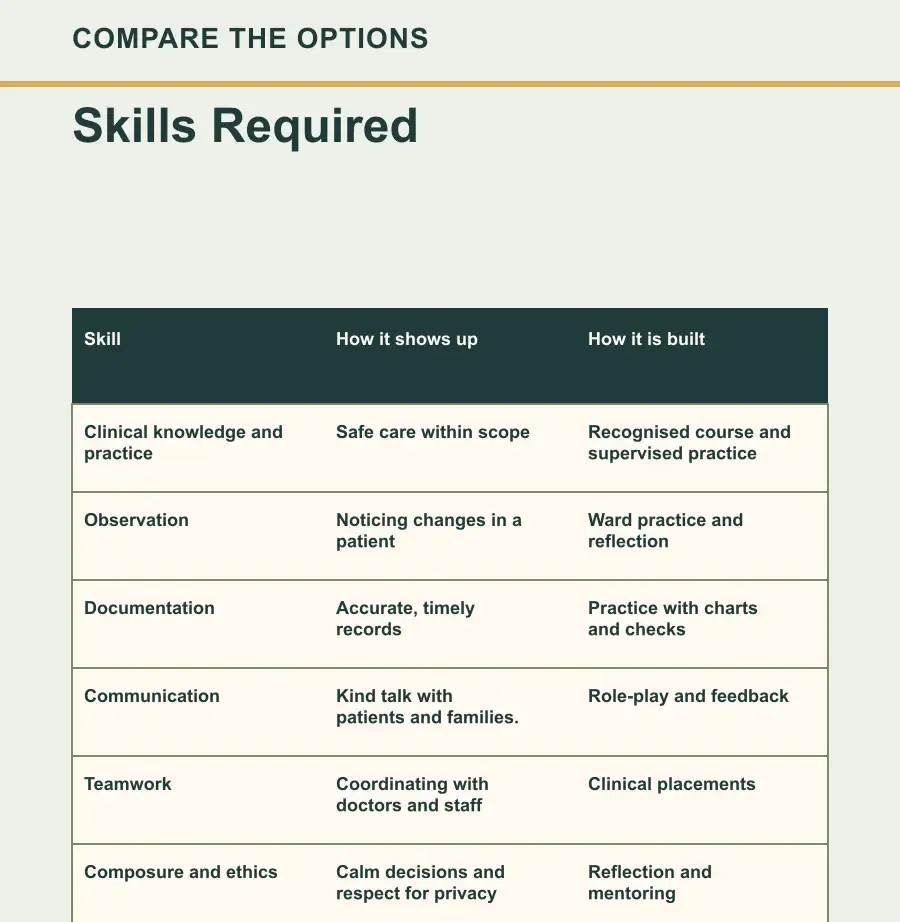 COMPARE THE OPTIONS
Skills Required
Skill
How it shows up
How it is built
Clinical knowledge and
practice
Safe care within scope
Recognised course and
supervised practice
Observation
Noticing changes in a
patient
Ward practice and
reflection
Documentation
Accurate, timely
records
Practice with charts
and checks
Communication
Kind talk with
patients and families.
Role-play and feedback
Teamwork
Coordinating with
doctors and staff
Clinical placements
Composure and ethics
Calm decisions and
respect for privacy
Reflection and
mentoring